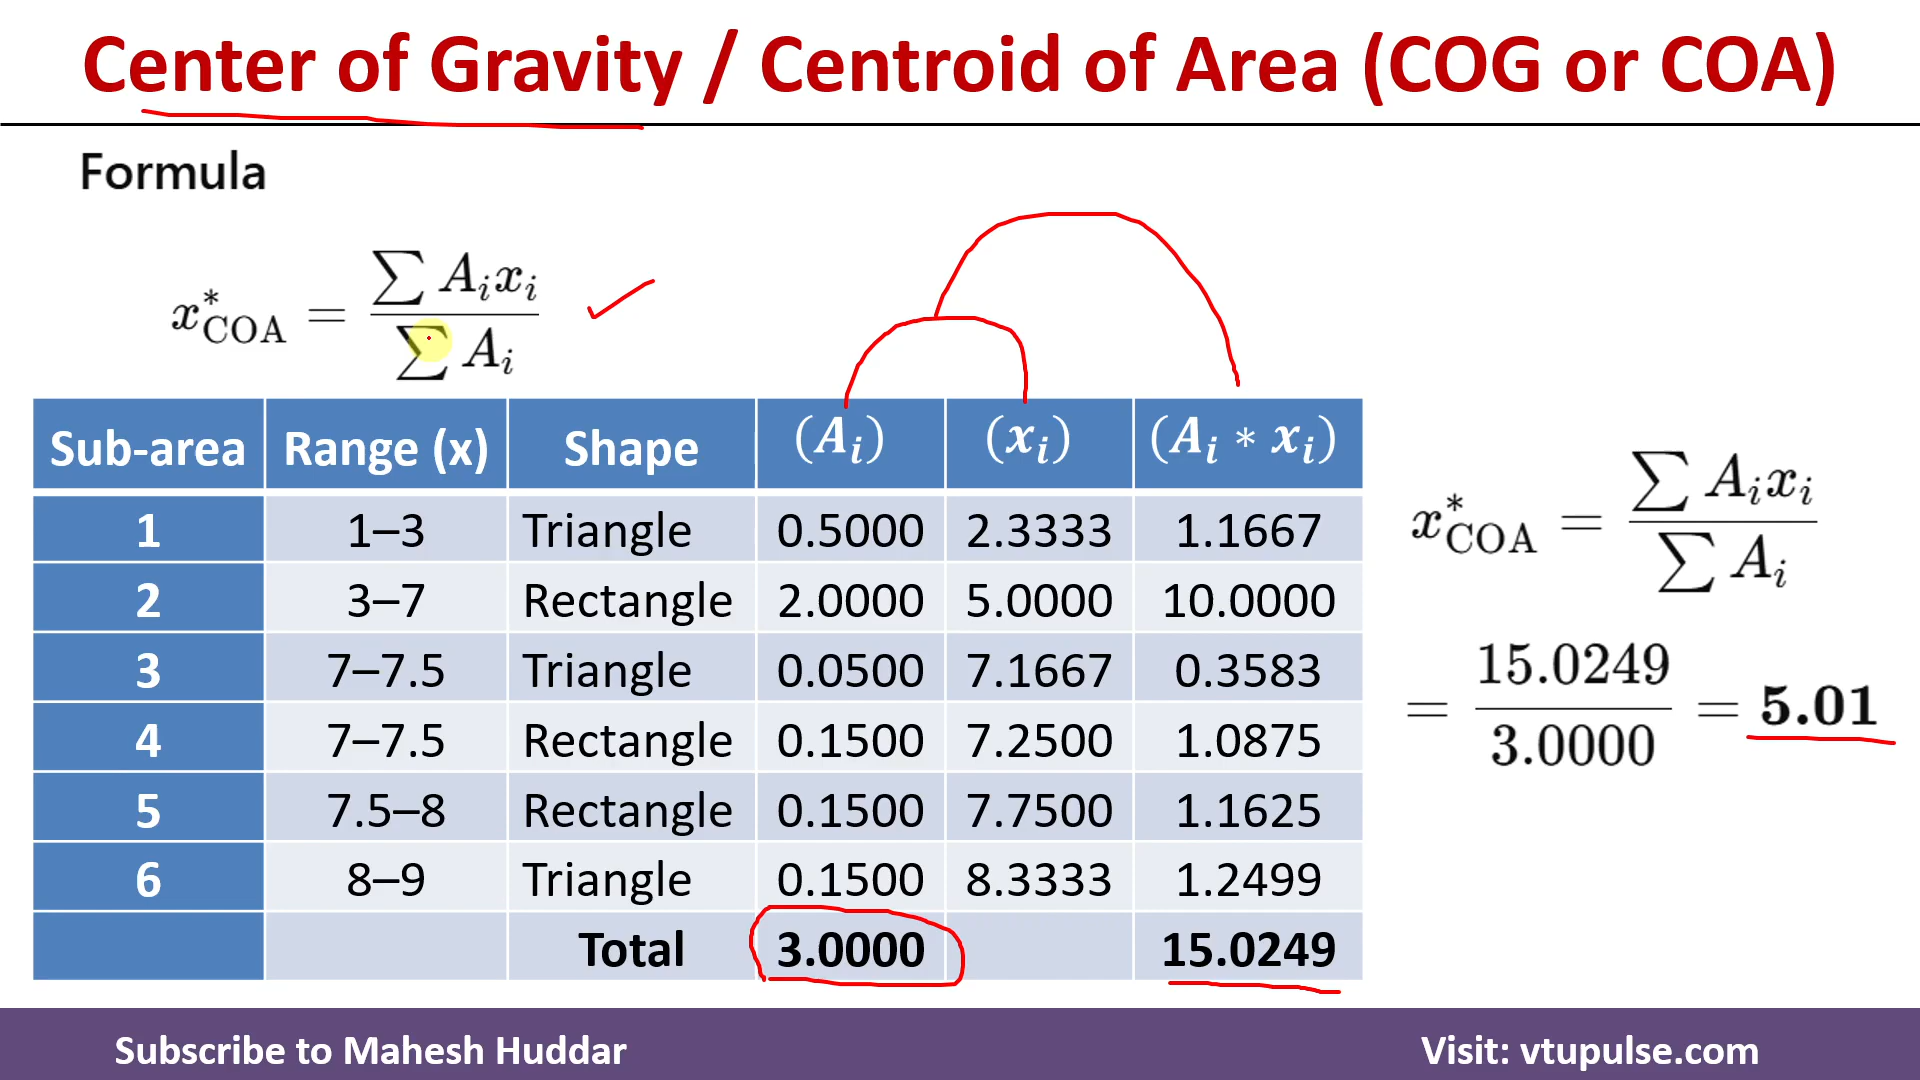 Center of Gravity / Centroid of Area (COG or COA)
Formula
x*COA = ∑ Aixi / ∑ Ai
Sub-area Range (x) Shape (Ai) (xi) (Ai * xi)
1 1–3 Triangle 0.5000 2.3333 1.1667
2 3–7 Rectangle 2.0000 5.0000 10.0000
3 7–7.5 Triangle 0.0500 7.1667 0.3583
4 7–7.5 Rectangle 0.1500 7.2500 1.0875
5 7.5–8 Rectangle 0.1500 7.7500 1.1625
6 8–9 Triangle 0.1500 8.3333 1.2499
Total 3.0000 15.0249
x*COA = ∑ Aixi / ∑ Ai
= 15.0249 / 3.0000 = 5.01
Subscribe to Mahesh Huddar
Visit: vtupulse.com